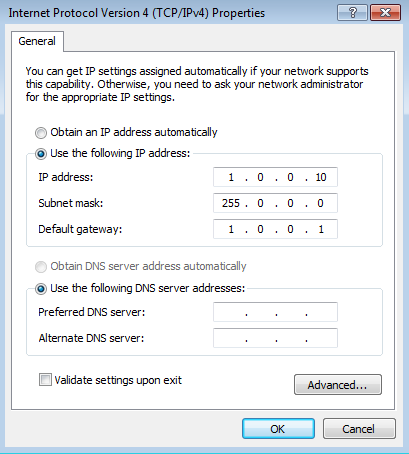 Internet Protocol Version 4 (TCP/IPv4) Properties
?
General
You can get IP settings assigned automatically if your network supports
this capability. Otherwise, you need to ask your network administrator
for the appropriate IP settings.
Obtain an IP address automatically
Use the following IP address:
IP address: 1 . 0 . 0 . 10
Subnet mask: 255 . 0 . 0 . 0
Default gateway: 1 . 0 . 0 . 1
Obtain DNS server address automatically
Use the following DNS server addresses:
Preferred DNS server: . . .
Alternate DNS server: . . .
Validate settings upon exit
Advanced...
OK Cancel